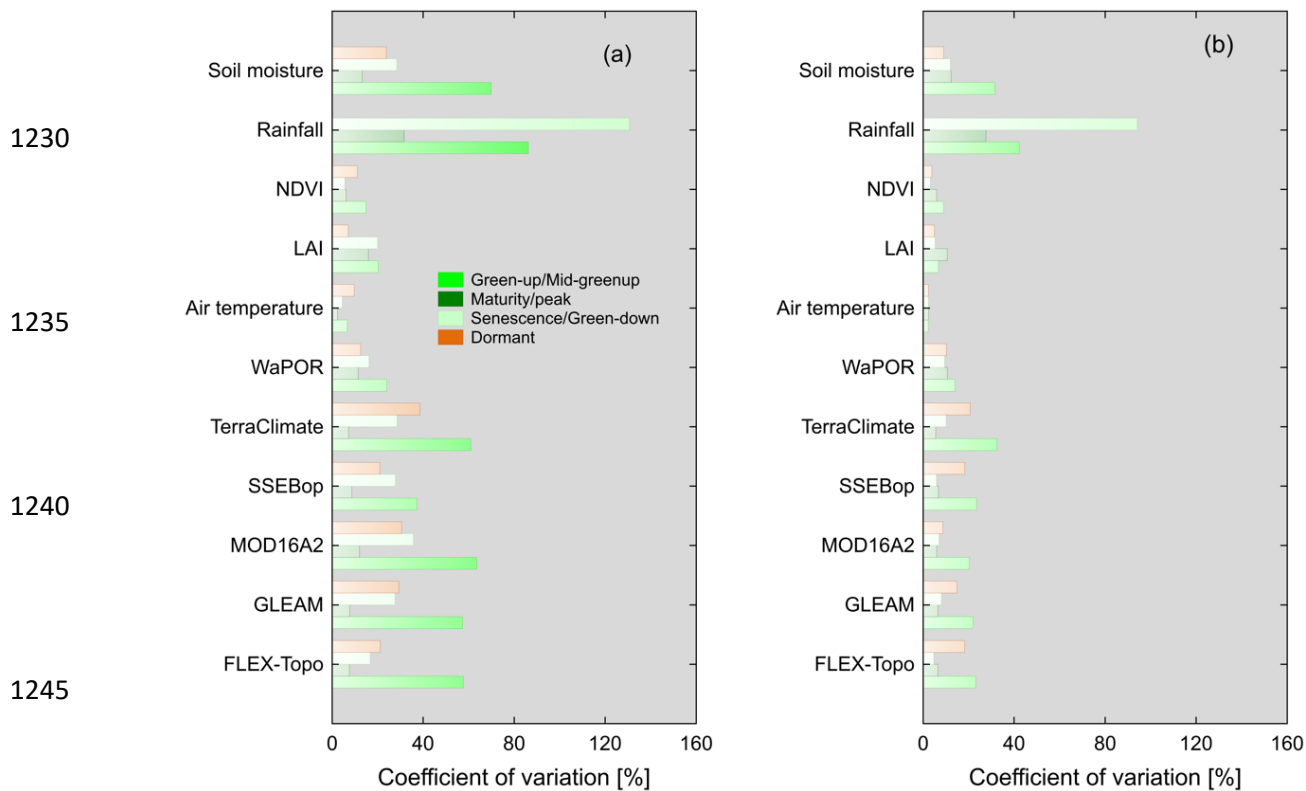 (a)
Soil moisture
1230
Rainfall
NDVI
LAI
Green-up/Mid-greenup
Maturity/peak
Senescence/Green-down
Dormant
1235
Air temperature
WaPOR
TerraClimate
SSEBop
1240
MOD16A2
GLEAM
FLEX-Topo
1245
0 40 80 120 160
Coefficient of variation [%]
(b)
Soil moisture
Rainfall
NDVI
LAI
Air temperature
WaPOR
TerraClimate
SSEBop
MOD16A2
GLEAM
FLEX-Topo
0 40 80 120 160
Coefficient of variation [%]